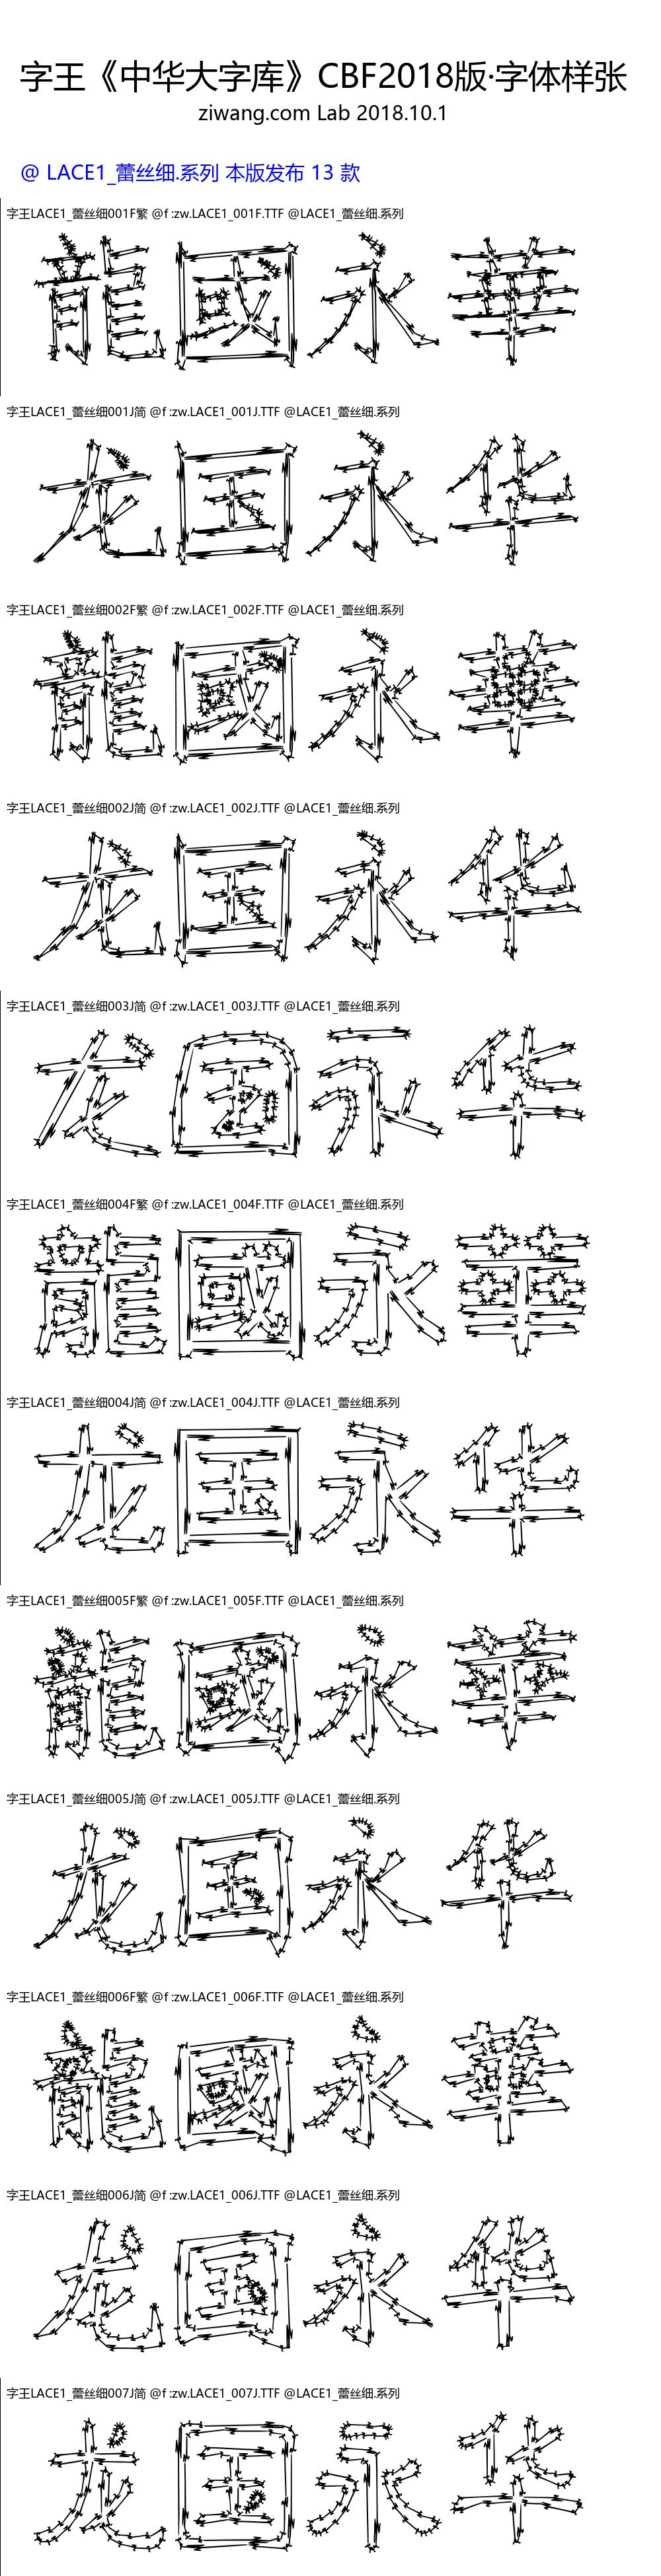 字王《中华大字库》CBF2018版·字体样张
ziwang.com Lab 2018.10.1
@ LACE1_蕾丝细.系列 本版发布 13 款
字王LACE1_蕾丝细001F繁 @f :zw.LACE1_001F.TTF @LACE1_蕾丝细.系列
龍國永華
字王LACE1_蕾丝细001J简 @f :zw.LACE1_001J.TTF @LACE1_蕾丝细.系列
龙国永华
字王LACE1_蕾丝细002F繁 @f :zw.LACE1_002F.TTF @LACE1_蕾丝细.系列
龍國永華
字王LACE1_蕾丝细002J简 @f :zw.LACE1_002J.TTF @LACE1_蕾丝细.系列
龙国永华
字王LACE1_蕾丝细003J简 @f :zw.LACE1_003J.TTF @LACE1_蕾丝细.系列
龙国永华
字王LACE1_蕾丝细004F繁 @f :zw.LACE1_004F.TTF @LACE1_蕾丝细.系列
龍國永華
字王LACE1_蕾丝细004J简 @f :zw.LACE1_004J.TTF @LACE1_蕾丝细.系列
龙国永华
字王LACE1_蕾丝细005F繁 @f :zw.LACE1_005F.TTF @LACE1_蕾丝细.系列
龍國永華
字王LACE1_蕾丝细005J简 @f :zw.LACE1_005J.TTF @LACE1_蕾丝细.系列
龙国永华
字王LACE1_蕾丝细006F繁 @f :zw.LACE1_006F.TTF @LACE1_蕾丝细.系列
龍國永華
字王LACE1_蕾丝细006J简 @f :zw.LACE1_006J.TTF @LACE1_蕾丝细.系列
龙国永华
字王LACE1_蕾丝细007J简 @f :zw.LACE1_007J.TTF @LACE1_蕾丝细.系列
龙国永华